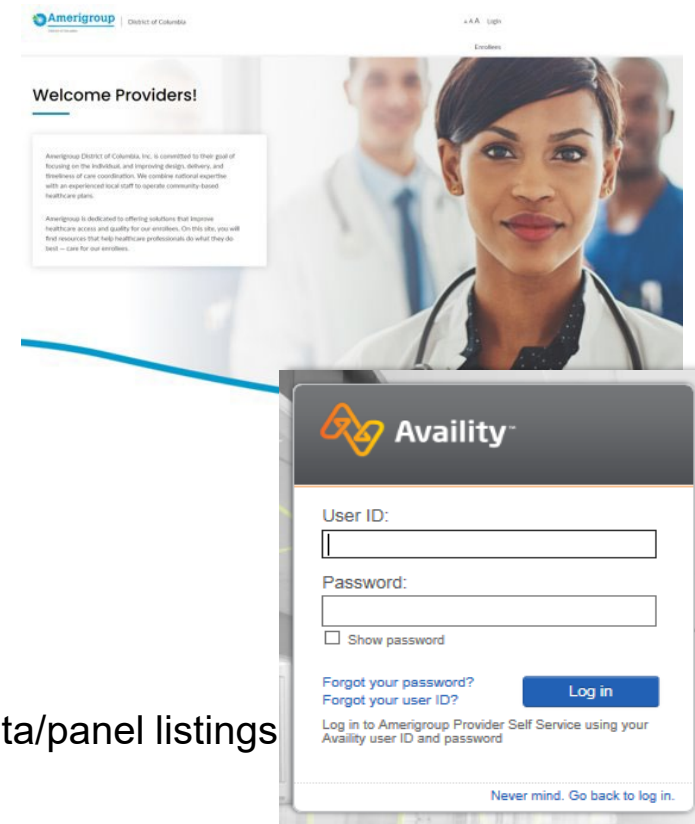 Amerigroup | District of Columbia
A A A Login
Enrollees
Welcome Providers!
Amerigroup District of Columbia, Inc. is committed to their goal of
focusing on the individual, and improving design, delivery, and
timeliness of care coordination. We combine national expertise
with an experienced local staff to operate community-based
healthcare plans.
Amerigroup is dedicated to offering solutions that improve
healthcare access and quality for our enrollees. On this site, you will
find resources that help healthcare professionals do what they do
best — care for our enrollees.
Availity™
User ID:
Password:
Show password
Forgot your password?
Forgot your user ID?
Log in
Log in to Amerigroup Provider Self Service using your
Availity user ID and password
Never mind. Go back to log in.
ta/panel listings